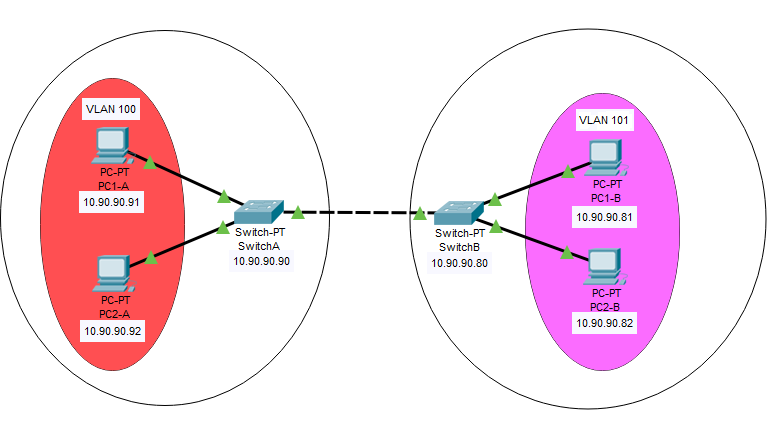 VLAN 100
PC-PT
PC1-A
10.90.90.91
PC-PT
PC2-A
10.90.90.92
Switch-PT
SwitchA
10.90.90.90
Switch-PT
SwitchB
10.90.90.80
VLAN 101
PC-PT
PC1-B
10.90.90.81
PC-PT
PC2-B
10.90.90.82